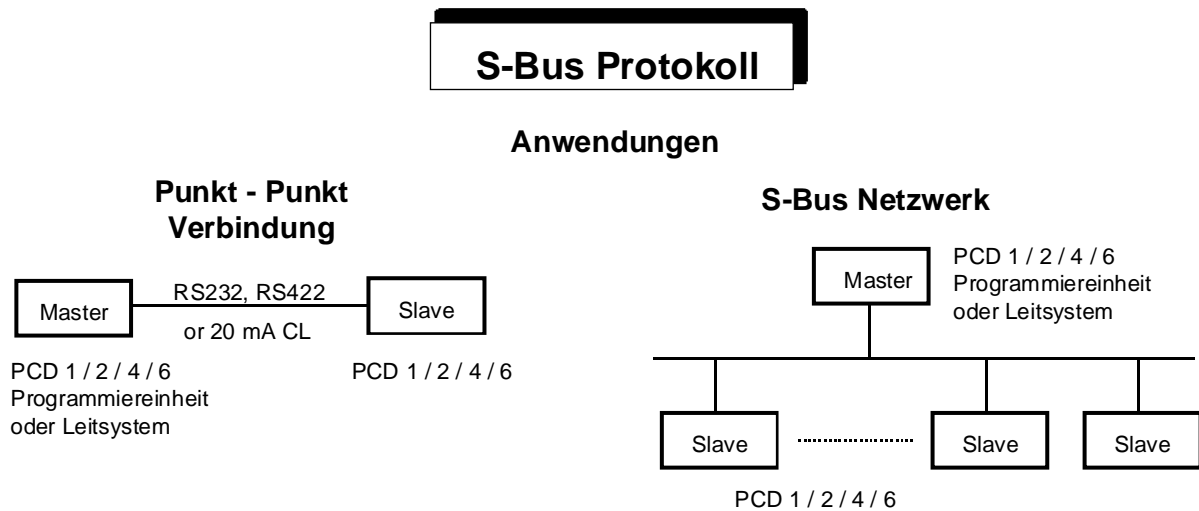 S-Bus Protokoll
Anwendungen
Punkt - Punkt
Verbindung
Master
RS232, RS422
or 20 mA CL
Slave
PCD 1 / 2 / 4 / 6
Programmiereinheit
oder Leitsystem
PCD 1 / 2 / 4 / 6
S-Bus Netzwerk
Master
PCD 1 / 2 / 4 / 6
Programmiereinheit
oder Leitsystem
Slave
Slave
Slave
PCD 1 / 2 / 4 / 6